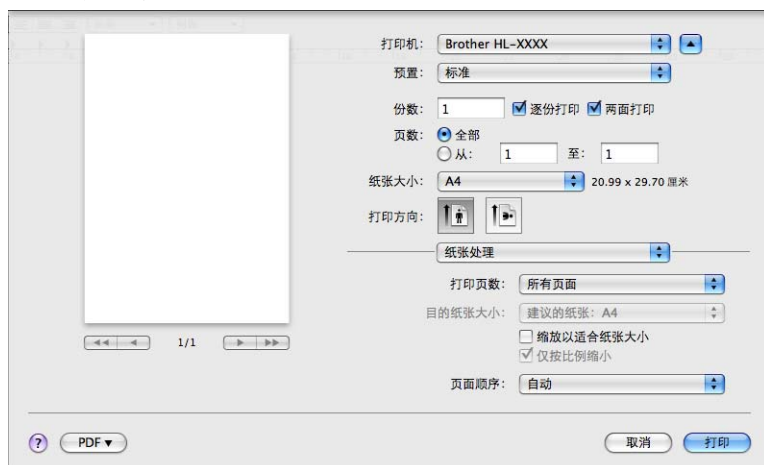 打印机： Brother HL-XXXX
预置： 标准
份数： 1 逐份打印 两面打印
页数： 全部
从： 1 至： 1
纸张大小： A4 20.99 x 29.70 厘米
打印方向：
纸张处理
打印页数： 所有页面
目的纸张大小： 建议的纸张：A4
缩放以适合纸张大小
仅按比例缩小
页面顺序： 自动
1/1
? PDF▼ 取消 打印